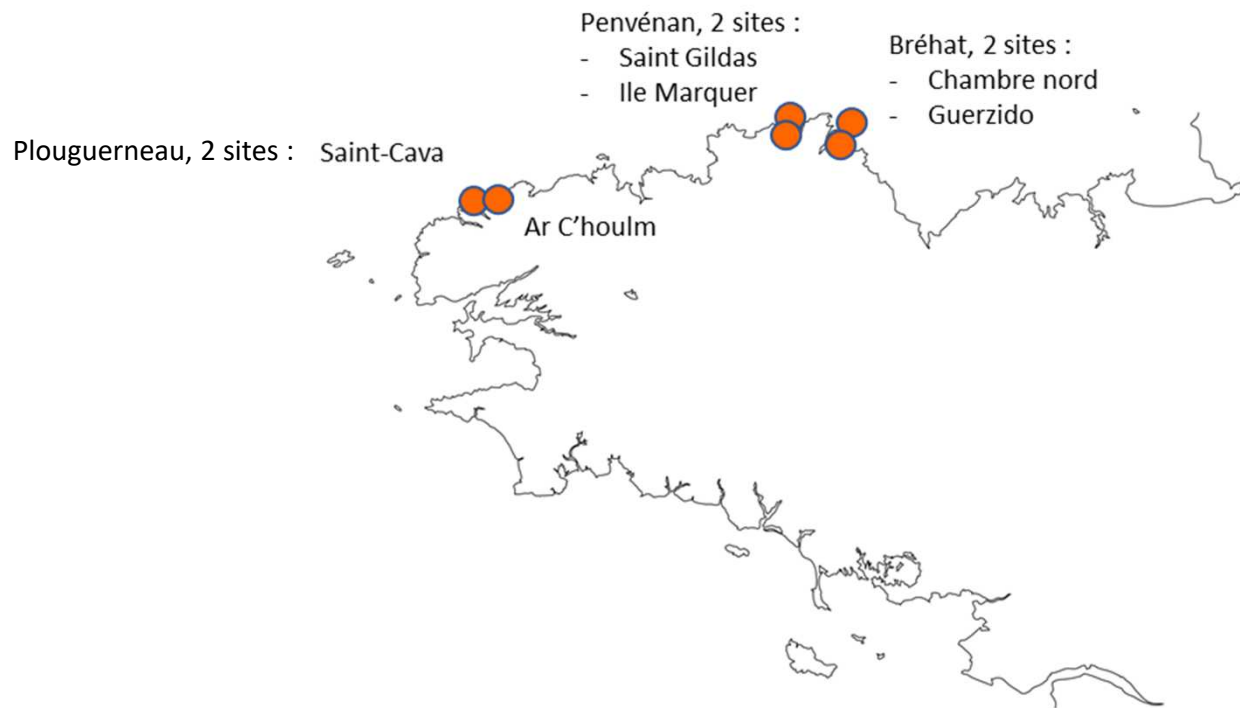 Penvénan, 2 sites :
- Saint Gildas
- Ile Marquer
Bréhat, 2 sites :
- Chambre nord
- Guerzido
Plouguerneau, 2 sites : Saint-Cava
Ar C’houlm